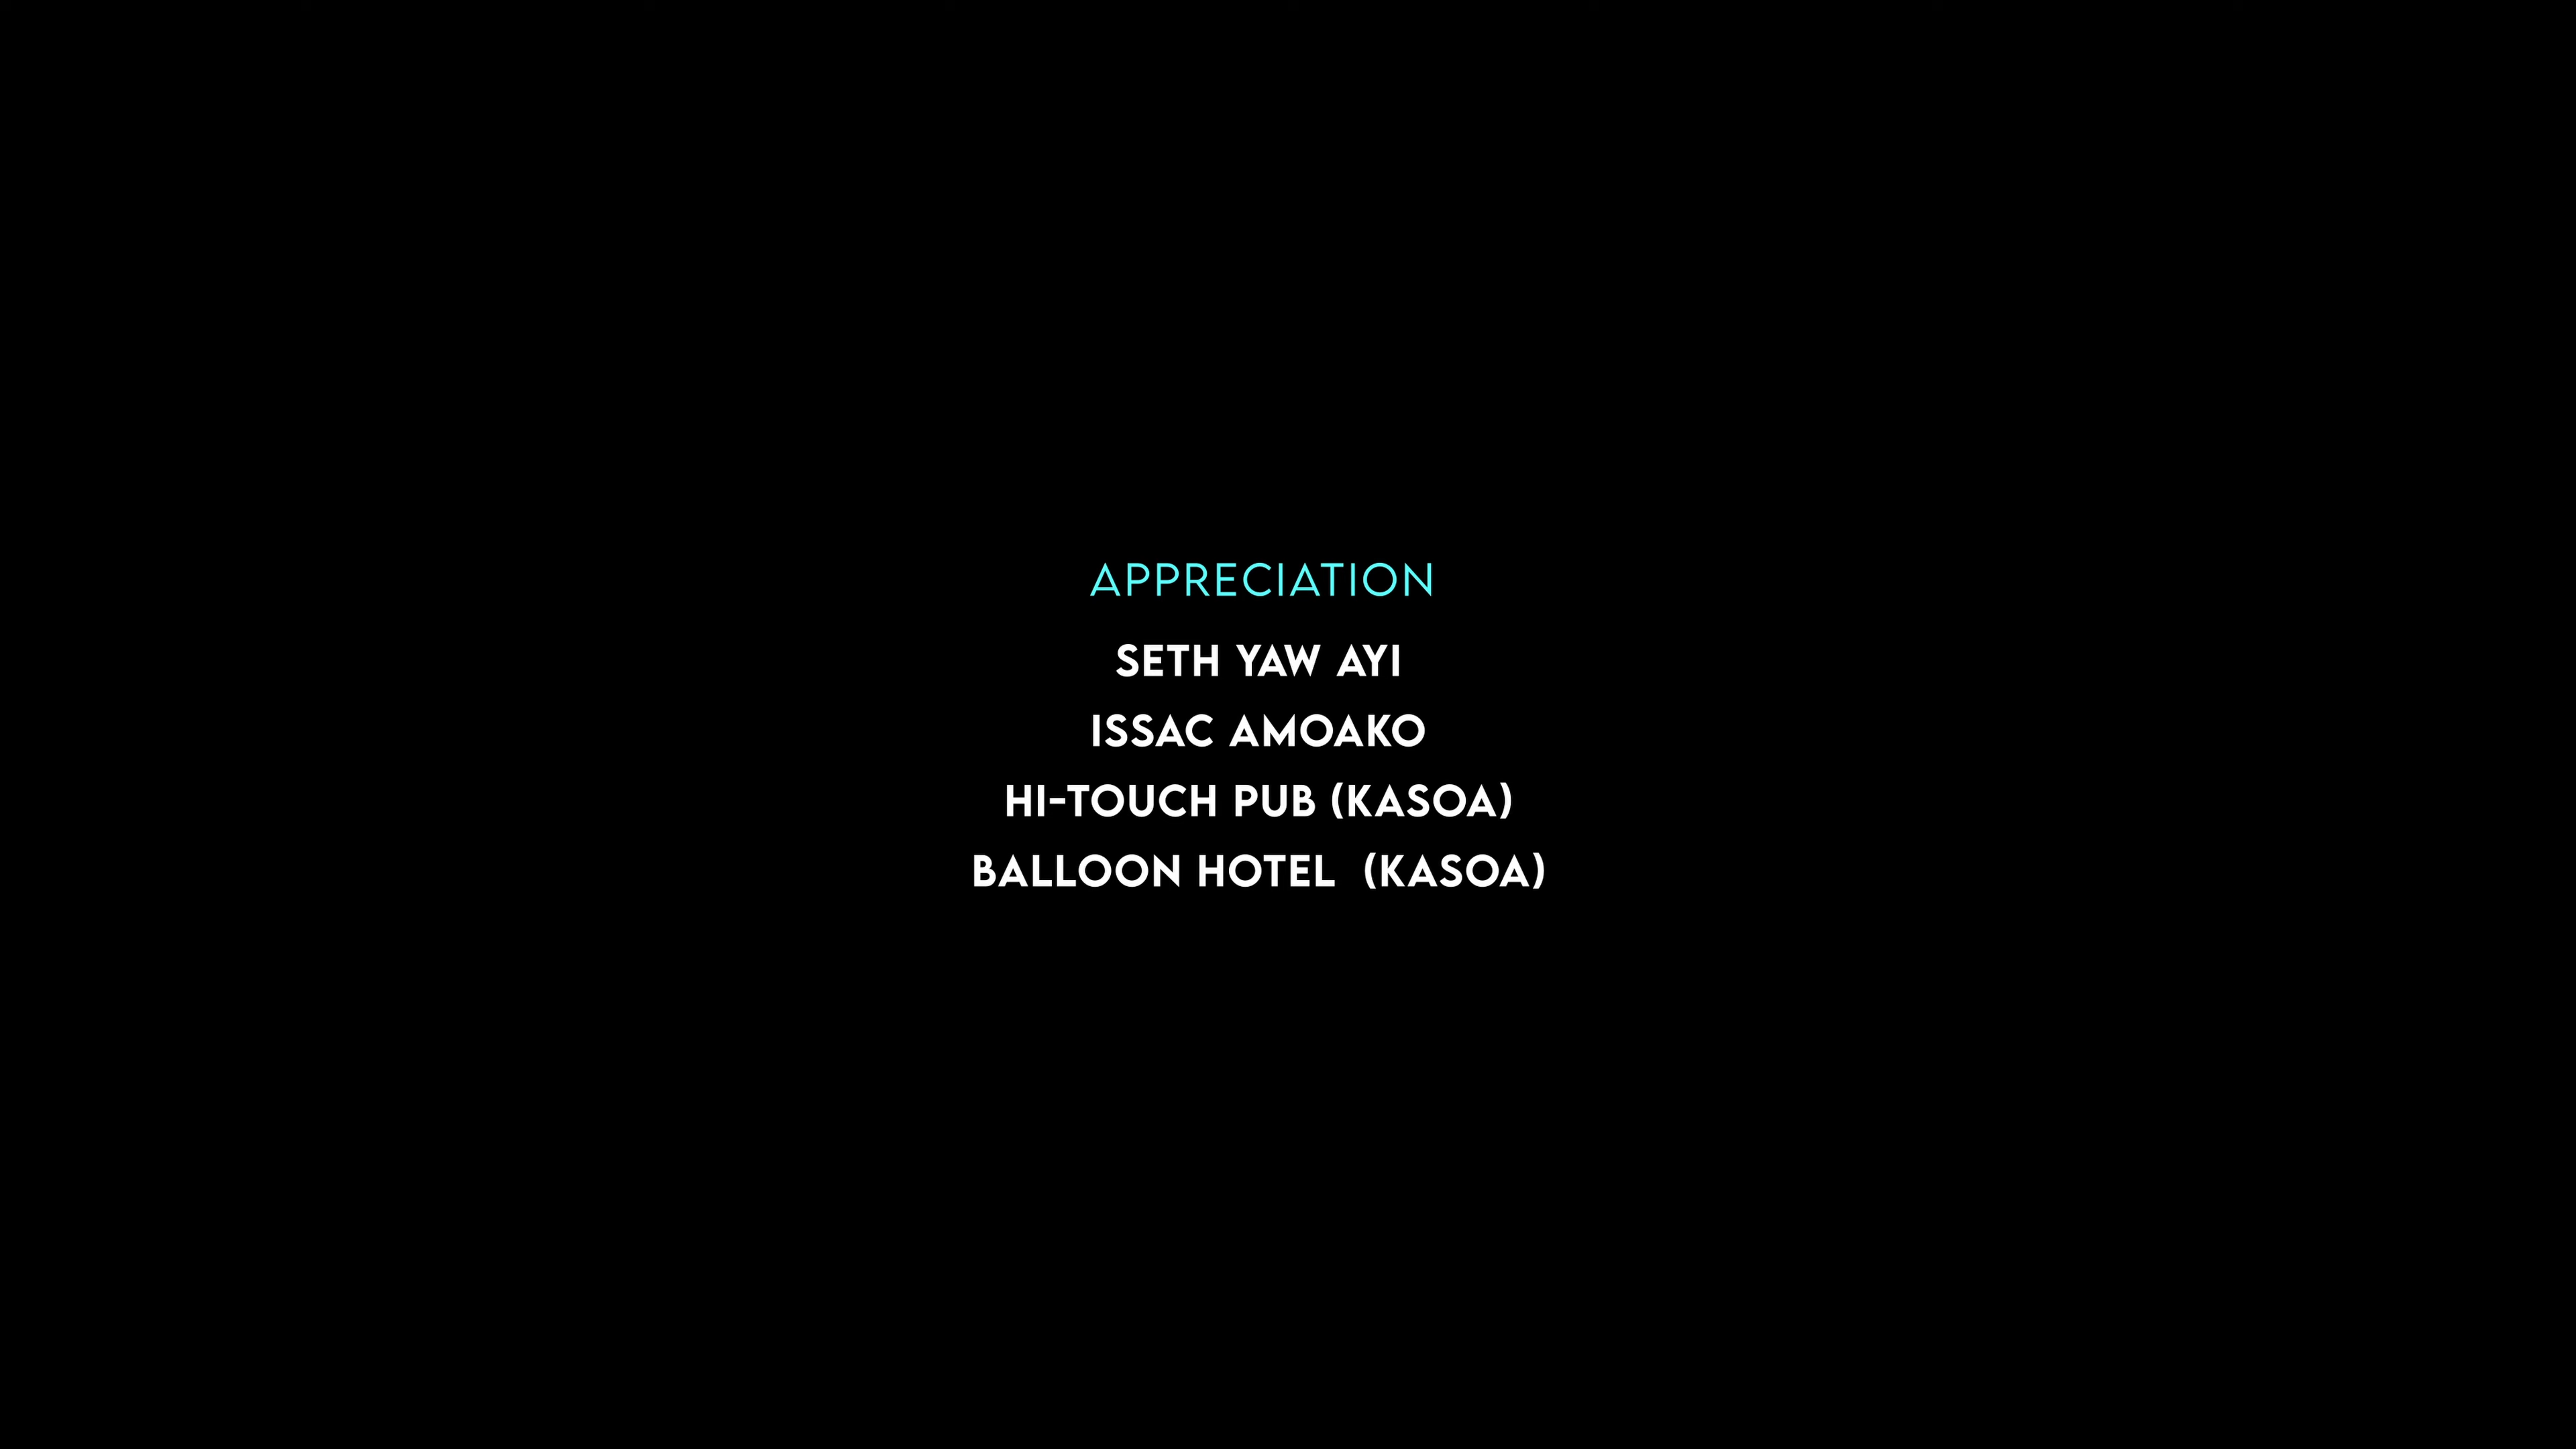 APPRECIATION
SETH YAW AYI
ISSAC AMOAKO
HI-TOUCH PUB (KASOA)
BALLOON HOTEL (KASOA)